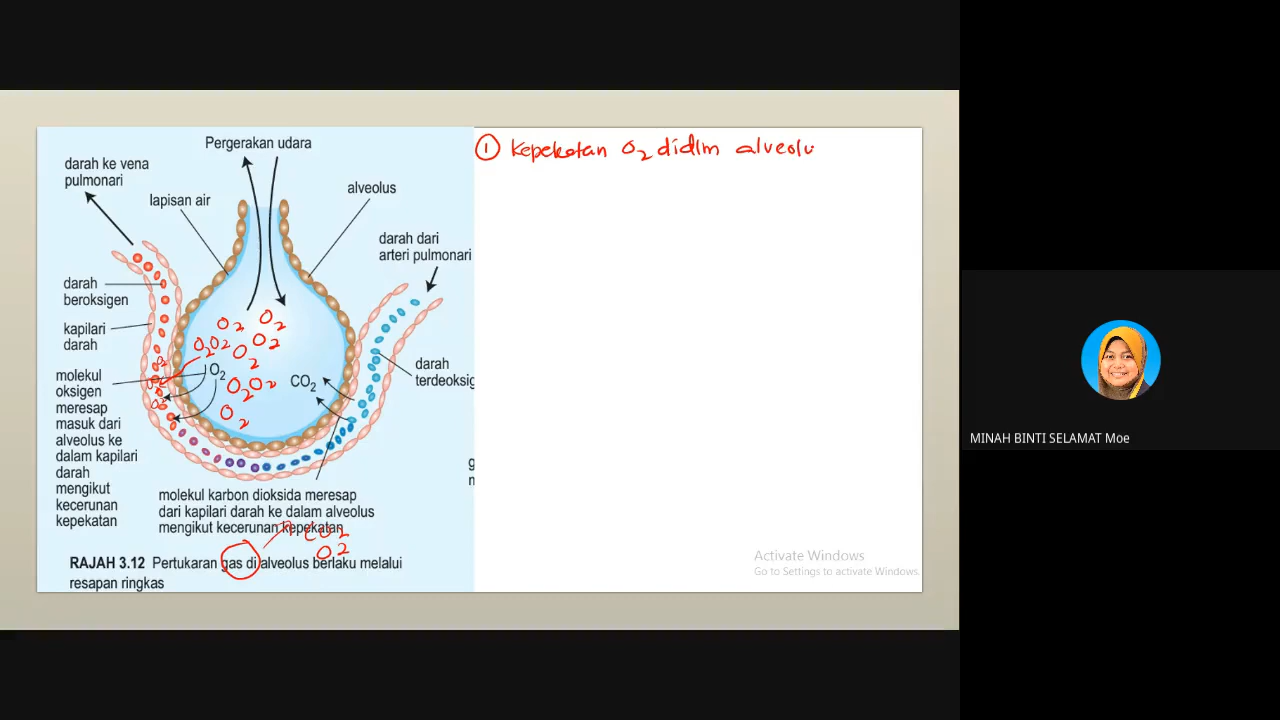 Pergerakan udara
darah ke vena
pulmonari
lapisan air
alveolus
darah dari
arteri pulmonari
darah
beroksigen
kapilari
darah
molekul
oksigen
meresap
masuk dari
alveolus ke
dalam kapilari
darah
mengikut
kecerunan
kepekatan
O2 O2
O2 O2 O2
O2
O2
O2 O2
O2
CO2
darah
terdeoksig
molekul karbon dioksida meresap
dari kapilari darah ke dalam alveolus
mengikut kecerunan kepekatan
CO2
O2
RAJAH 3.12 Pertukaran gas di alveolus berlaku melalui
resapan ringkas
① Kepekatan O2 didlm alveolu
Activate Windows
Go to Settings to activate Windows.
MINAH BINTI SELAMAT Moe